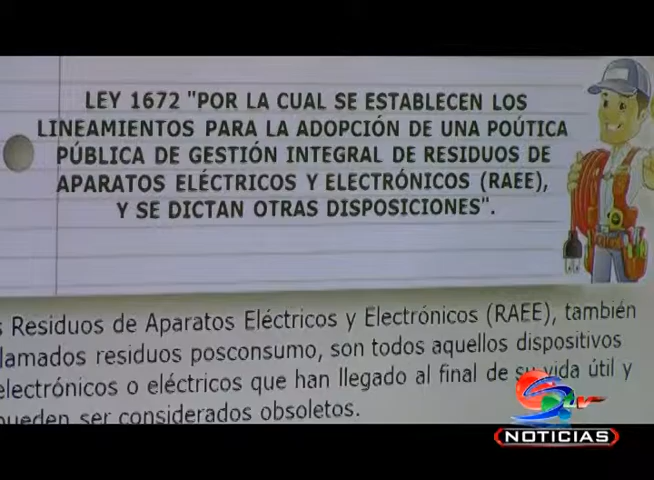 LEY 1672 "POR LA CUAL SE ESTABLECEN LOS
LINEAMIENTOS PARA LA ADOPCIÓN DE UNA POÚTICA
PÚBLICA DE GESTIÓN INTEGRAL DE RESIDUOS DE
APARATOS ELÉCTRICOS Y ELECTRÓNICOS (RAEE),
Y SE DICTAN OTRAS DISPOSICIONES".
s Residuos de Aparatos Eléctricos y Electrónicos (RAEE), también
lamados residuos posconsumo, son todos aquellos dispositivos
electrónicos o eléctricos que han llegado al final de su vida útil y
pueden ser considerados obsoletos.
NOTICIAS